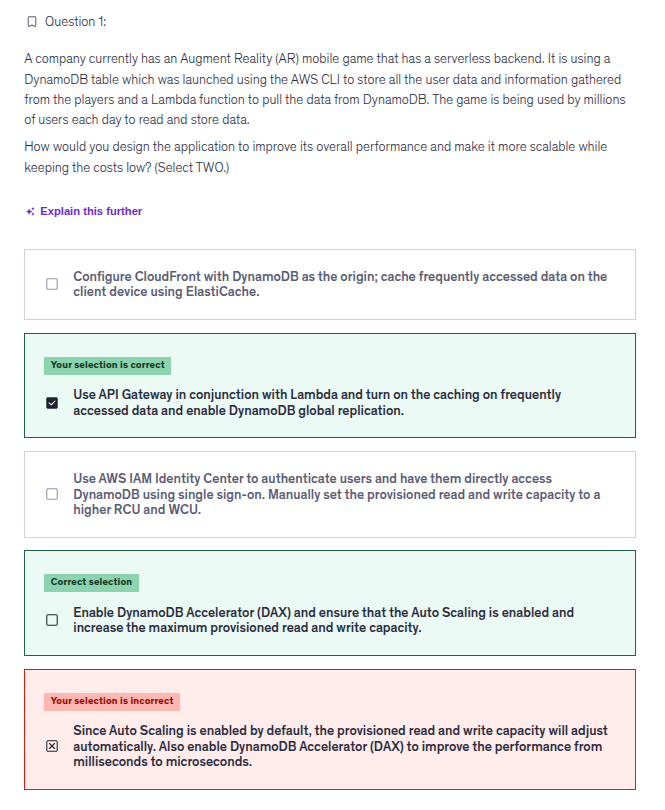 Question 1:
A company currently has an Augment Reality (AR) mobile game that has a serverless backend. It is using a
DynamoDB table which was launched using the AWS CLI to store all the user data and information gathered
from the players and a Lambda function to pull the data from DynamoDB. The game is being used by millions
of users each day to read and store data.
How would you design the application to improve its overall performance and make it more scalable while
keeping the costs low? (Select TWO.)
Explain this further
Configure CloudFront with DynamoDB as the origin; cache frequently accessed data on the
client device using ElastiCache.
Your selection is correct
Use API Gateway in conjunction with Lambda and turn on the caching on frequently
accessed data and enable DynamoDB global replication.
Use AWS IAM Identity Center to authenticate users and have them directly access
DynamoDB using single sign-on. Manually set the provisioned read and write capacity to a
higher RCU and WCU.
Correct selection
Enable DynamoDB Accelerator (DAX) and ensure that the Auto Scaling is enabled and
increase the maximum provisioned read and write capacity.
Your selection is incorrect
Since Auto Scaling is enabled by default, the provisioned read and write capacity will adjust
automatically. Also enable DynamoDB Accelerator (DAX) to improve the performance from
milliseconds to microseconds.